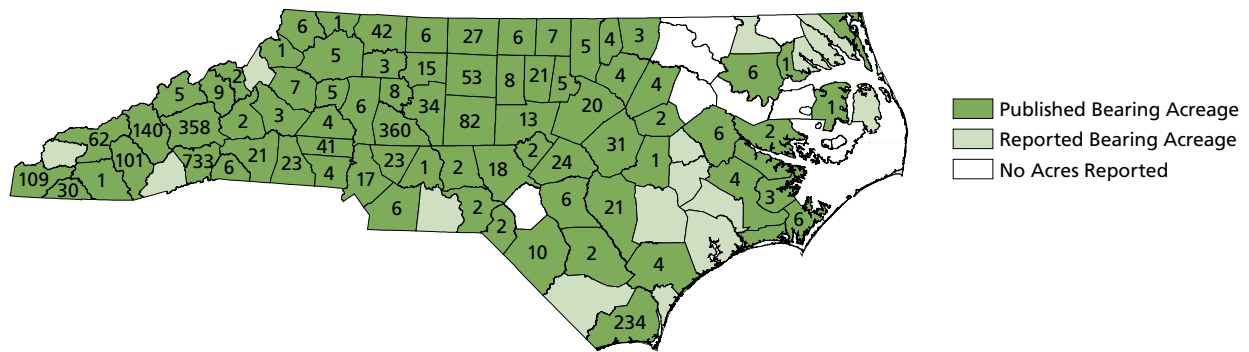 6 1 42 6 27 6 7 5 4 3
1 5 3 15 53 8 21 5 4 4 6 1
5 9 2 7 5 6 8 34 20 2 1
62 140 358 2 3 4 360 82 13 31 6 2
109 30 1 101 733 6 21 23 41 4 17 23 1 2 18 2 24 1 4 3
6 2 2 6 21 6
10 2 4
234
Published Bearing Acreage
Reported Bearing Acreage
No Acres Reported